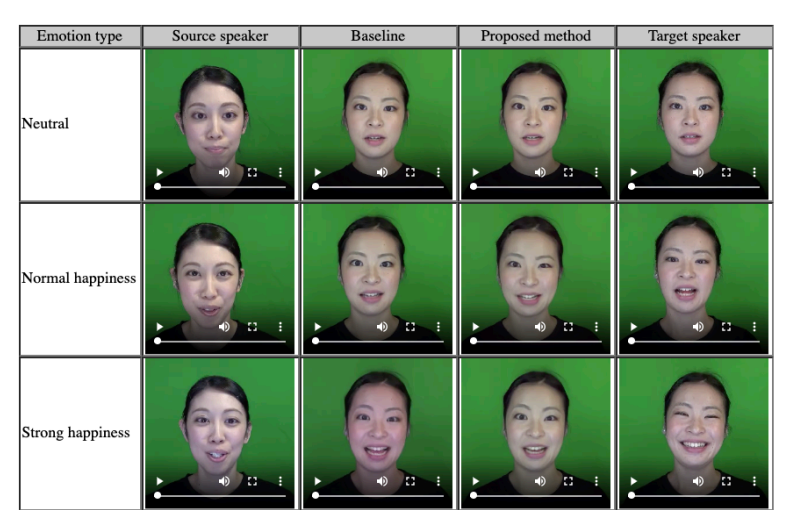 Emotion type Source speaker Baseline Proposed method Target speaker
Neutral
Normal happiness
Strong happiness